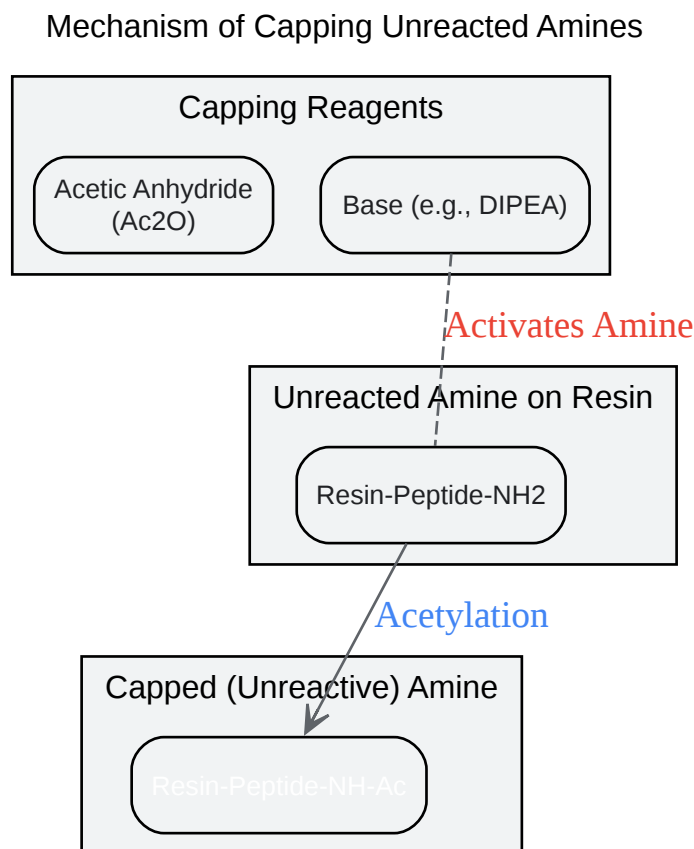 Mechanism of Capping Unreacted Amines
Capping Reagents
Acetic Anhydride
(Ac2O)
Base (e.g., DIPEA)
Activates Amine
Unreacted Amine on Resin
Resin-Peptide-NH2
Acetylation
Capped (Unreactive) Amine
Resin-Peptide-NH-Ac